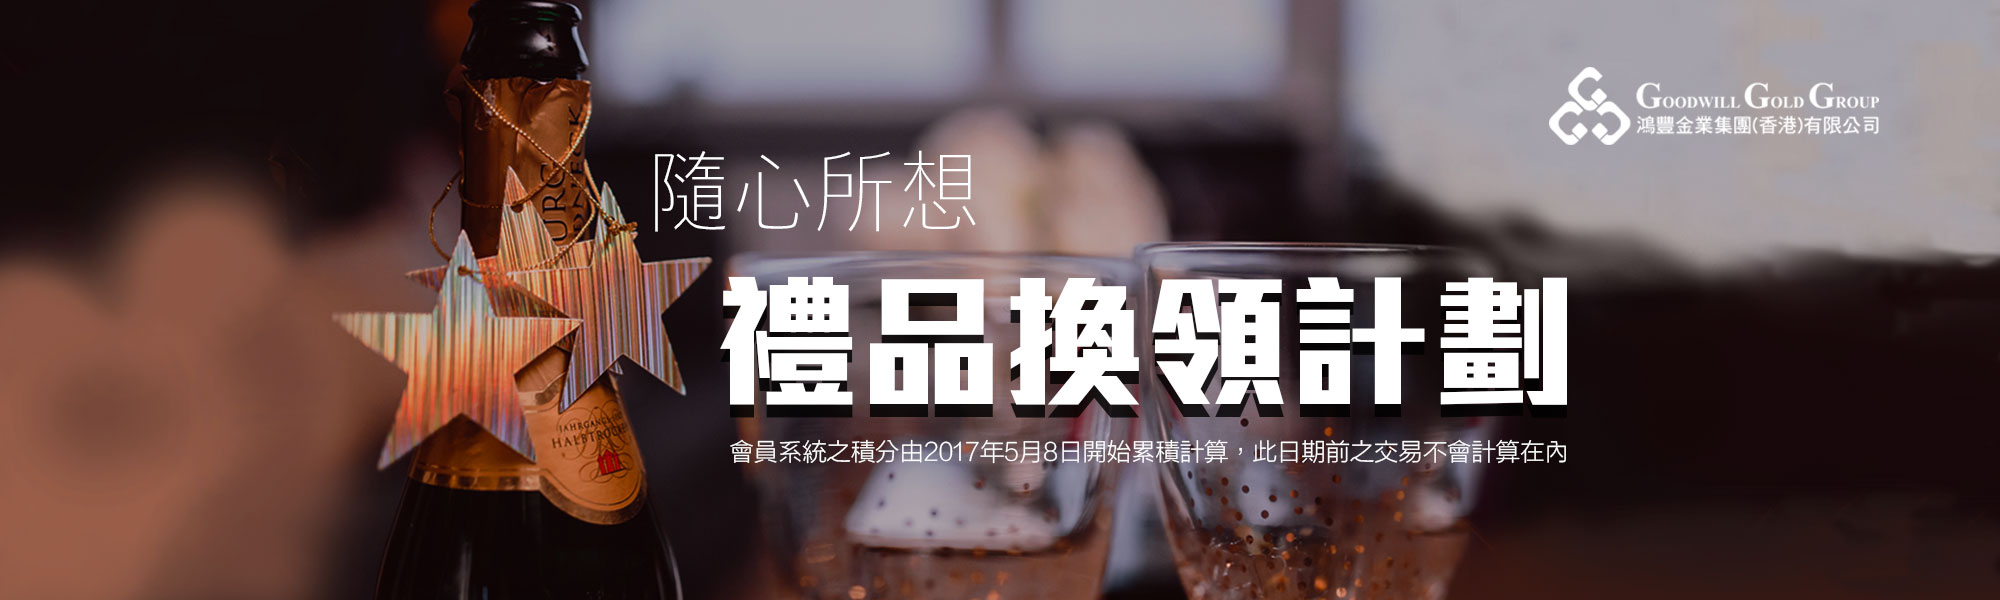 GOODWILL GOLD GROUP
鴻豐金業集團(香港)有限公司
隨心所想
禮品換領計劃
會員系統之積分由2017年5月8日開始累積計算，此日期前之交易不會計算在內
JAHRGANGS
HALBTROCKEN